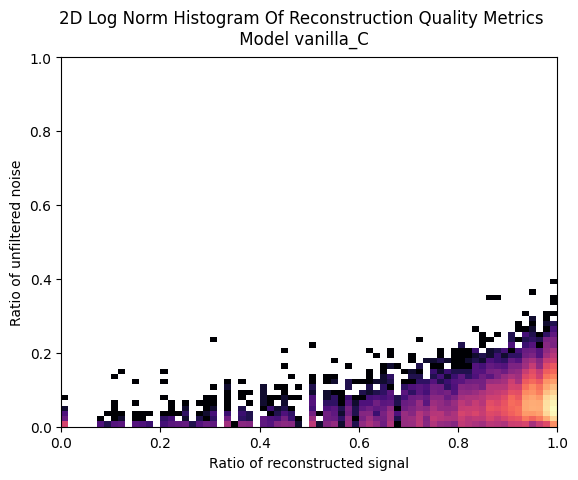 2D Log Norm Histogram Of Reconstruction Quality Metrics
Model vanilla_C
1.0
0.8
0.6
0.4
0.2
0.0
Ratio of unfiltered noise
0.0 0.2 0.4 0.6 0.8 1.0
Ratio of reconstructed signal